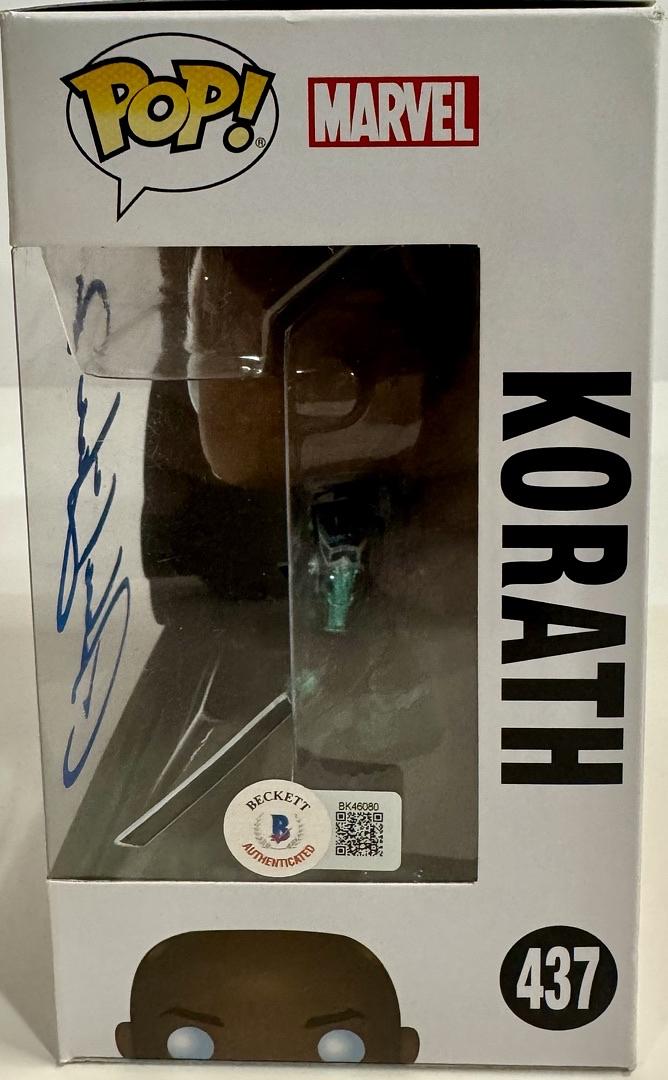 POP!®
MARVEL
KORATH
BECKETT
B
AUTHENTICATED
BK46080
437